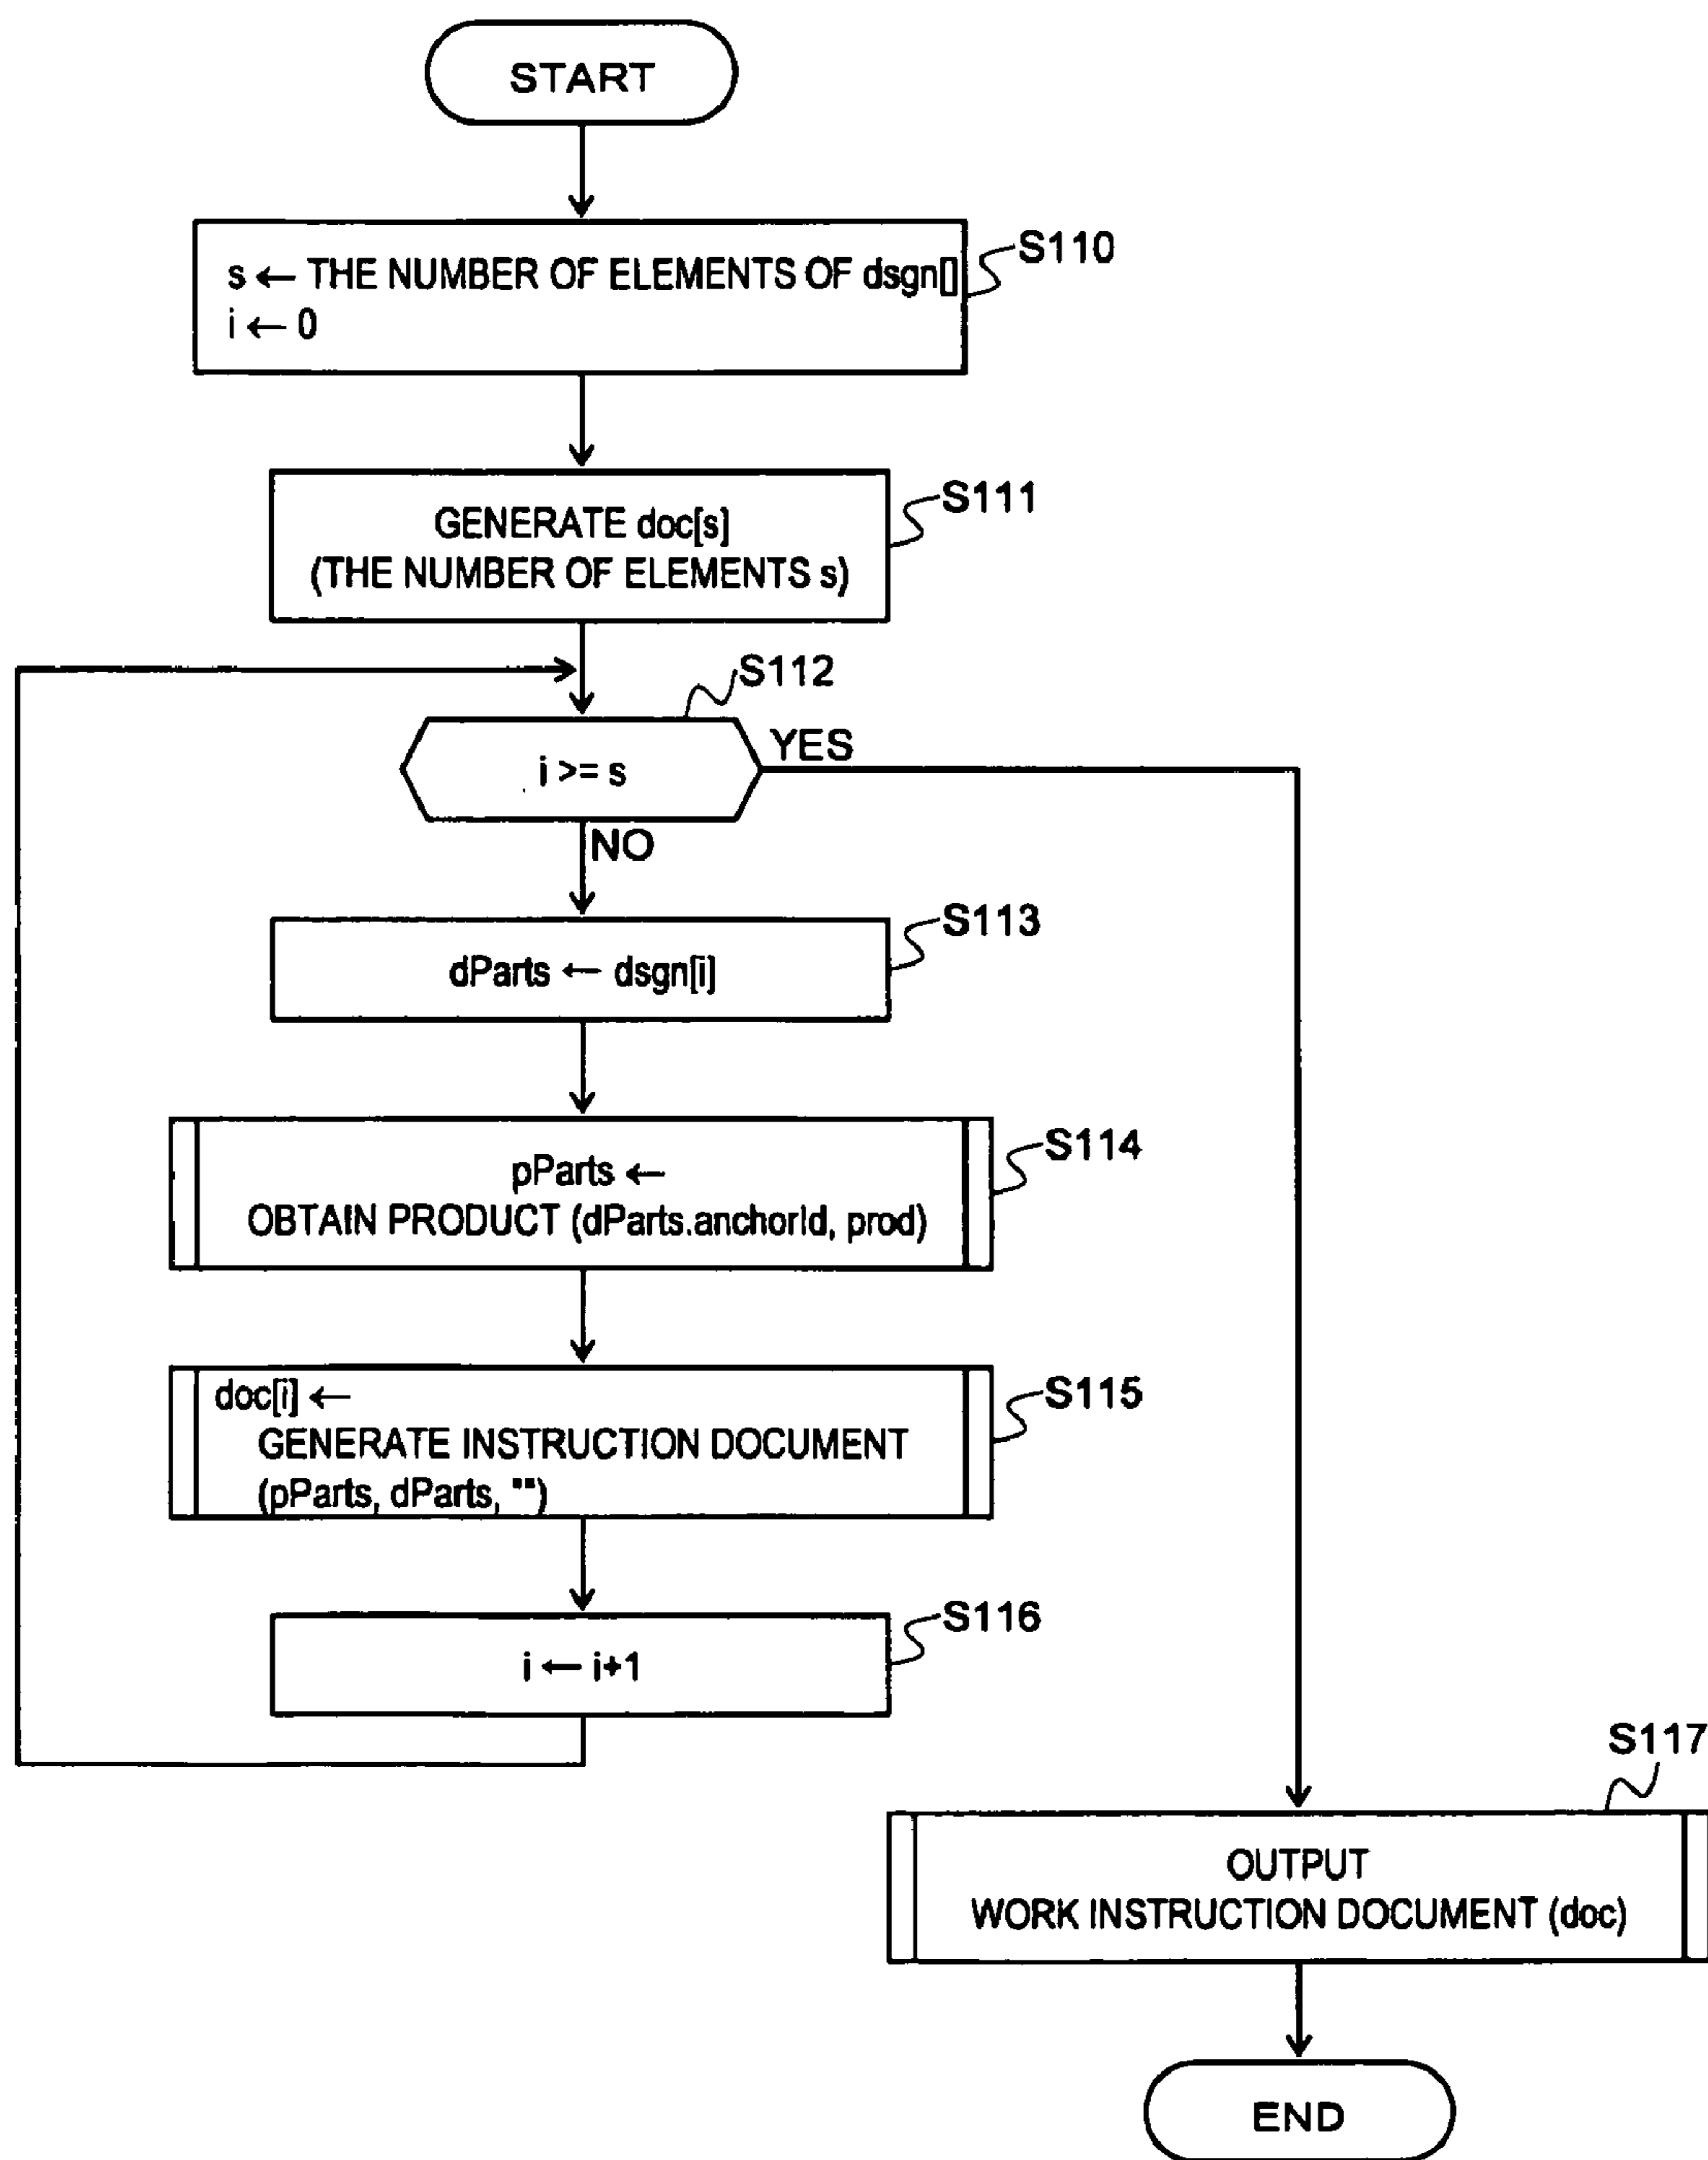 START
s ← THE NUMBER OF ELEMENTS OF dsgn[]
i ← 0
S110
GENERATE doc[s]
(THE NUMBER OF ELEMENTS s)
S111
S112
i >= s
YES
NO
dParts ← dsgn[i]
S113
pParts ←
OBTAIN PRODUCT (dParts.anchorId, prod)
S114
doc[i] ←
GENERATE INSTRUCTION DOCUMENT
(pParts, dParts, "")
S115
i ← i+1
S116
S117
OUTPUT
WORK INSTRUCTION DOCUMENT (doc)
END